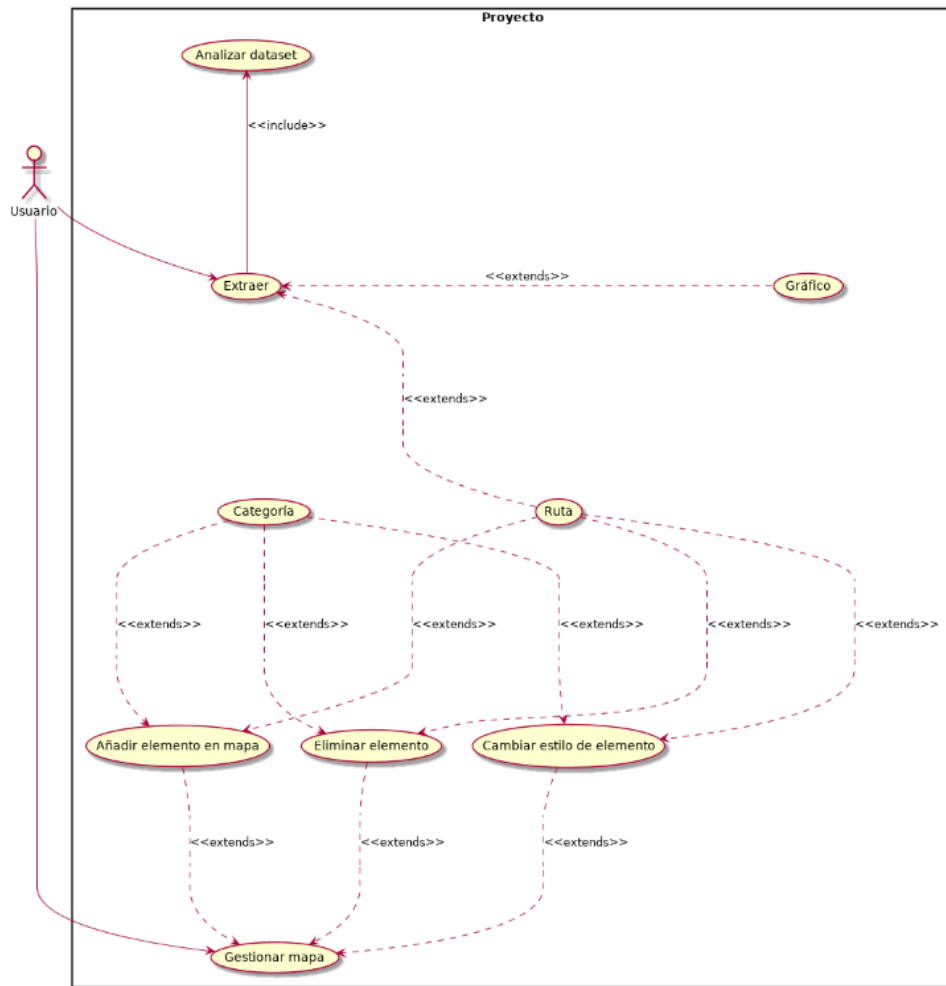 Proyecto
Analizar dataset
<<include>>
Usuario
Extraer
<<extends>>
Gráfico
<<extends>>
Categoría
Ruta
<<extends>>
<<extends>>
<<extends>>
<<extends>>
<<extends>>
<<extends>>
Añadir elemento en mapa
Eliminar elemento
Cambiar estilo de elemento
<<extends>>
<<extends>>
<<extends>>
Gestionar mapa